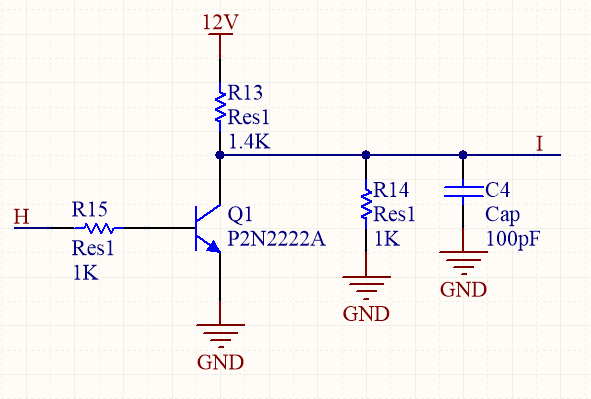 12V
R13
Res1
1.4K
I
H
R15
Res1
1K
Q1
P2N2222A
R14
Res1
1K
C4
Cap
100pF
GND
GND
GND